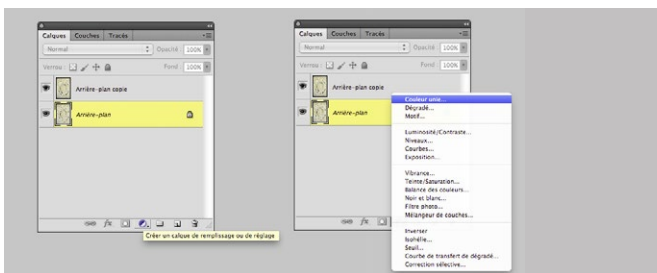 Calques Couches Tracés
Normal Opacité : 100%
Verrou : Fond : 100%
Arrière-plan copie
Arrière-plan
fx
Créer un calque de remplissage ou de réglage
Calques Couches Tracés
Normal Opacité : 100%
Verrou : Fond : 100%
Arrière-plan copie
Arrière-plan
fx
Couleur unie...
Dégradé...
Motif...
Luminosité/Contraste...
Niveaux...
Courbes...
Exposition...
Vibrance...
Teinte/Saturation...
Balance des couleurs...
Noir et blanc...
Filtre photo...
Mélangeur de couches...
Inverser
Isohélie...
Seuil...
Courbe de transfert de dégradé...
Correction sélective...